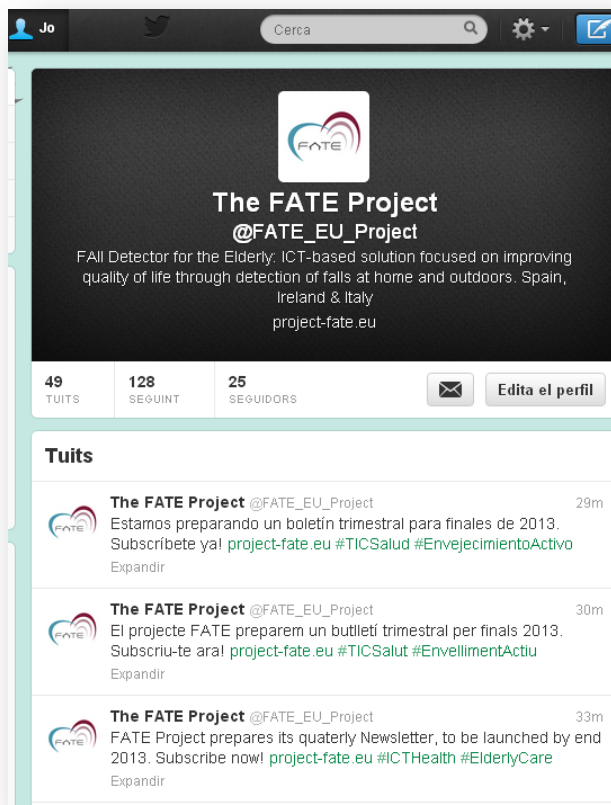 Jo
Cerca
FATE
The FATE Project
@FATE_EU_Project
FAll Detector for the Elderly: ICT-based solution focused on improving
quality of life through detection of falls at home and outdoors. Spain,
Ireland & Italy
project-fate.eu
49 128 25
TUITS SEGUINT SEGUIDORS
Edita el perfil
Tuits
The FATE Project @FATE_EU_Project 29m
FATE
Estamos preparando un boletín trimestral para finales de 2013.
Subscríbete ya! project-fate.eu #TICSalud #EnvejecimientoActivo
Expandir
The FATE Project @FATE_EU_Project 30m
FATE
El projecte FATE preparem un butlletí trimestral per finals 2013.
Subscriu-te ara! project-fate.eu #TICSalut #EnvellimentActiu
Expandir
The FATE Project @FATE_EU_Project 33m
FATE
FATE Project prepares its quaterly Newsletter, to be launched by end
2013. Subscribe now! project-fate.eu #ICTHealth #ElderlyCare
Expandir